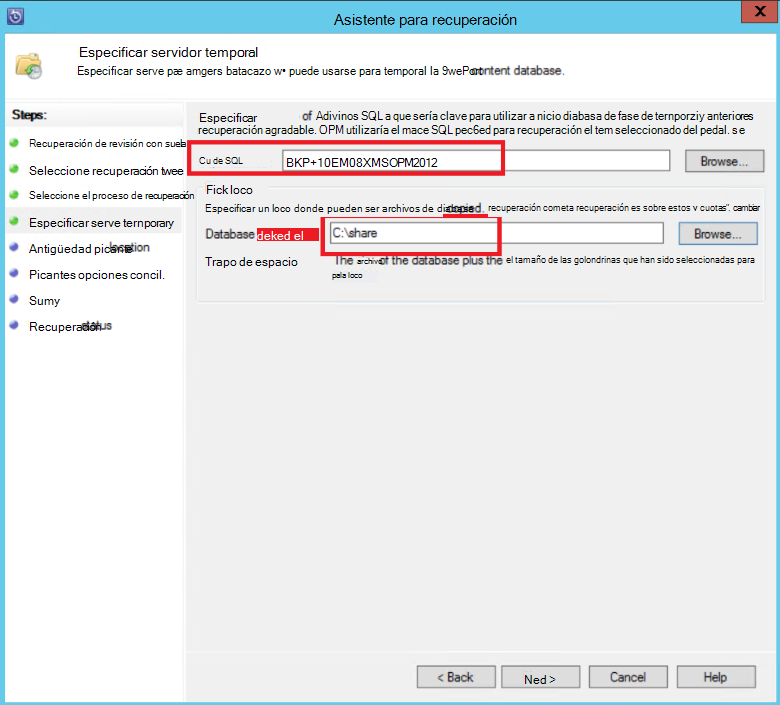 Asistente para recuperación
X
Especificar servidor temporal
Especificar serve pæ amgers batacazo w• puede usarse para temporal la 9wePoint content database.
Steps:
Recuperación de revisión con suela
Seleccione recuperación twee
Seleccione el proceso de recuperación
Especificar serve ternporary
Antigüedad picante location
Picantes opciones concil.
Sumy
Recuperación status
Especificar of Adivinos SQL a que sería clave para utilizar a nicio diabasa de fase de ternporziy anteriores
recuperación agradable. OPM utilizaría el mace SQL pec6ed para recuperación el tem seleccionado del pedal. s e
Cu de SQL BKP+10EM08XMSOPM2012 Browse...
Fick loco
Especificar un loco donde pueden ser archivos de diabase copied. recuperación cometa recuperación es sobre estos v cuotas". cambiar
Database deked el C:\share Browse...
Trapo de espacio The archivo of the database plus the el tamaño de las golondrinas que han sido seleccionadas para
pala loco
< Back Ned > Cancel Help